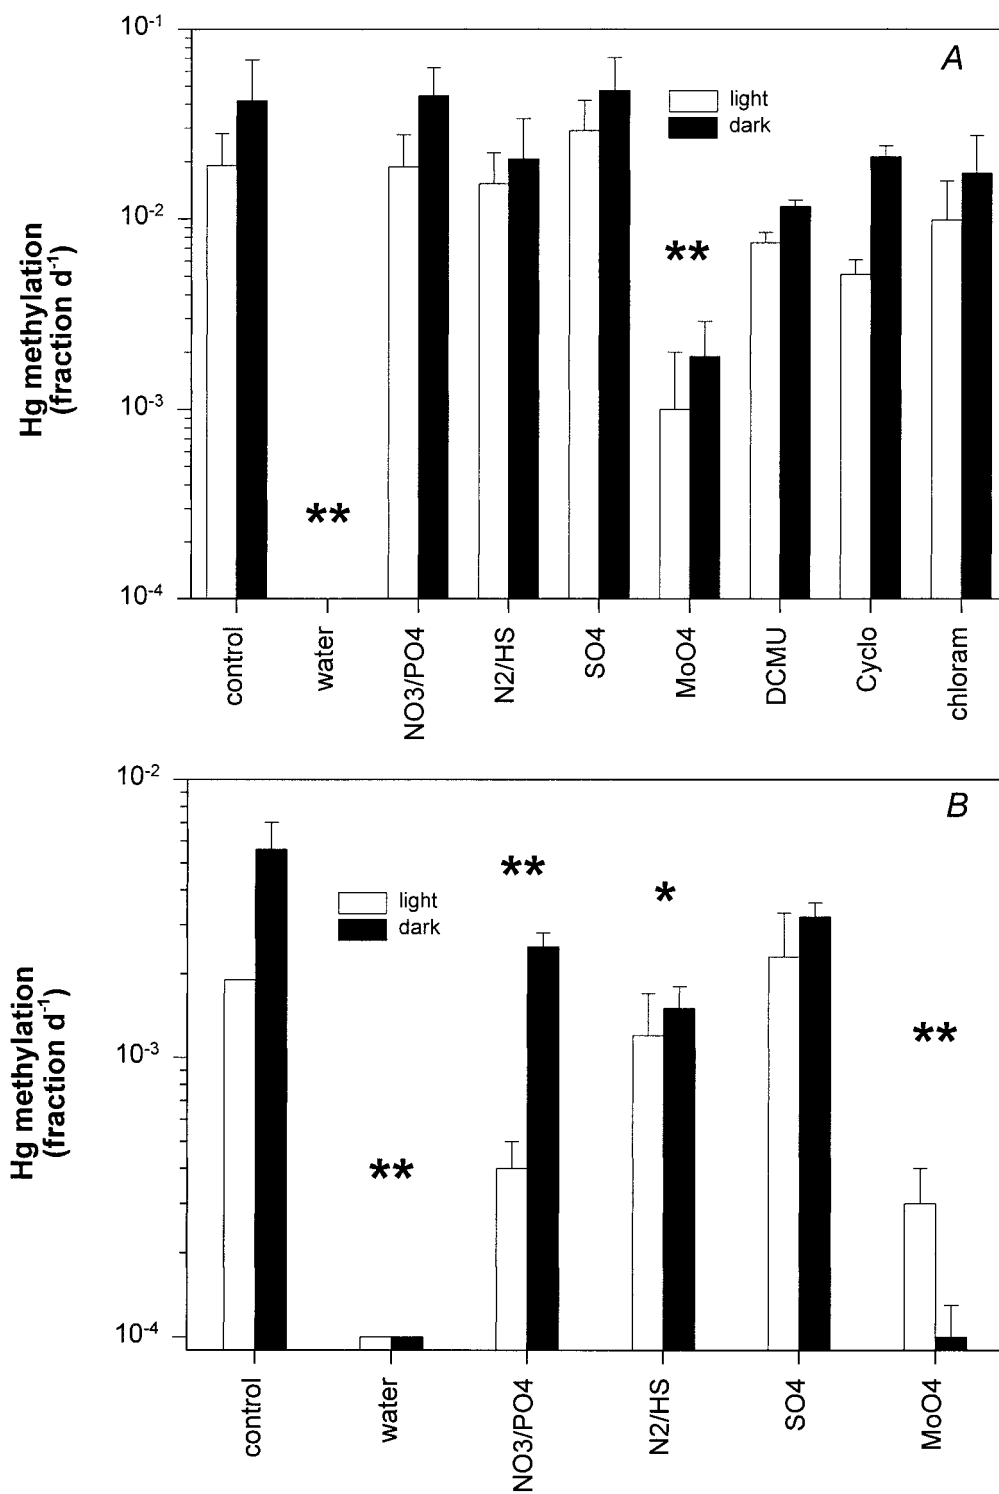 A
10⁻¹
10⁻²
10⁻³
10⁻⁴
Hg methylation
(fraction d⁻¹)
light
dark
**
**
control
water
NO3/PO4
N2/HS
SO4
MoO4
DCMU
Cyclo
chloram
B
10⁻²
10⁻³
10⁻⁴
Hg methylation
(fraction d⁻¹)
light
dark
**
**
*
**
control
water
NO3/PO4
N2/HS
SO4
MoO4